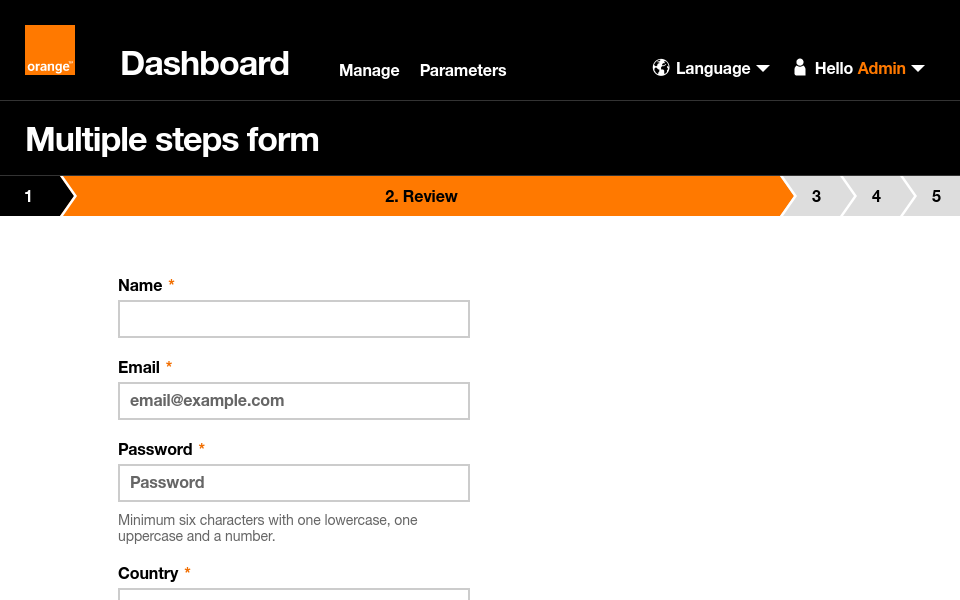 orange™
Dashboard
Manage Parameters
Language Hello Admin
Multiple steps form
1 2. Review 3 4 5
Name *
Email *
email@example.com
Password *
Password
Minimum six characters with one lowercase, one
uppercase and a number.
Country *